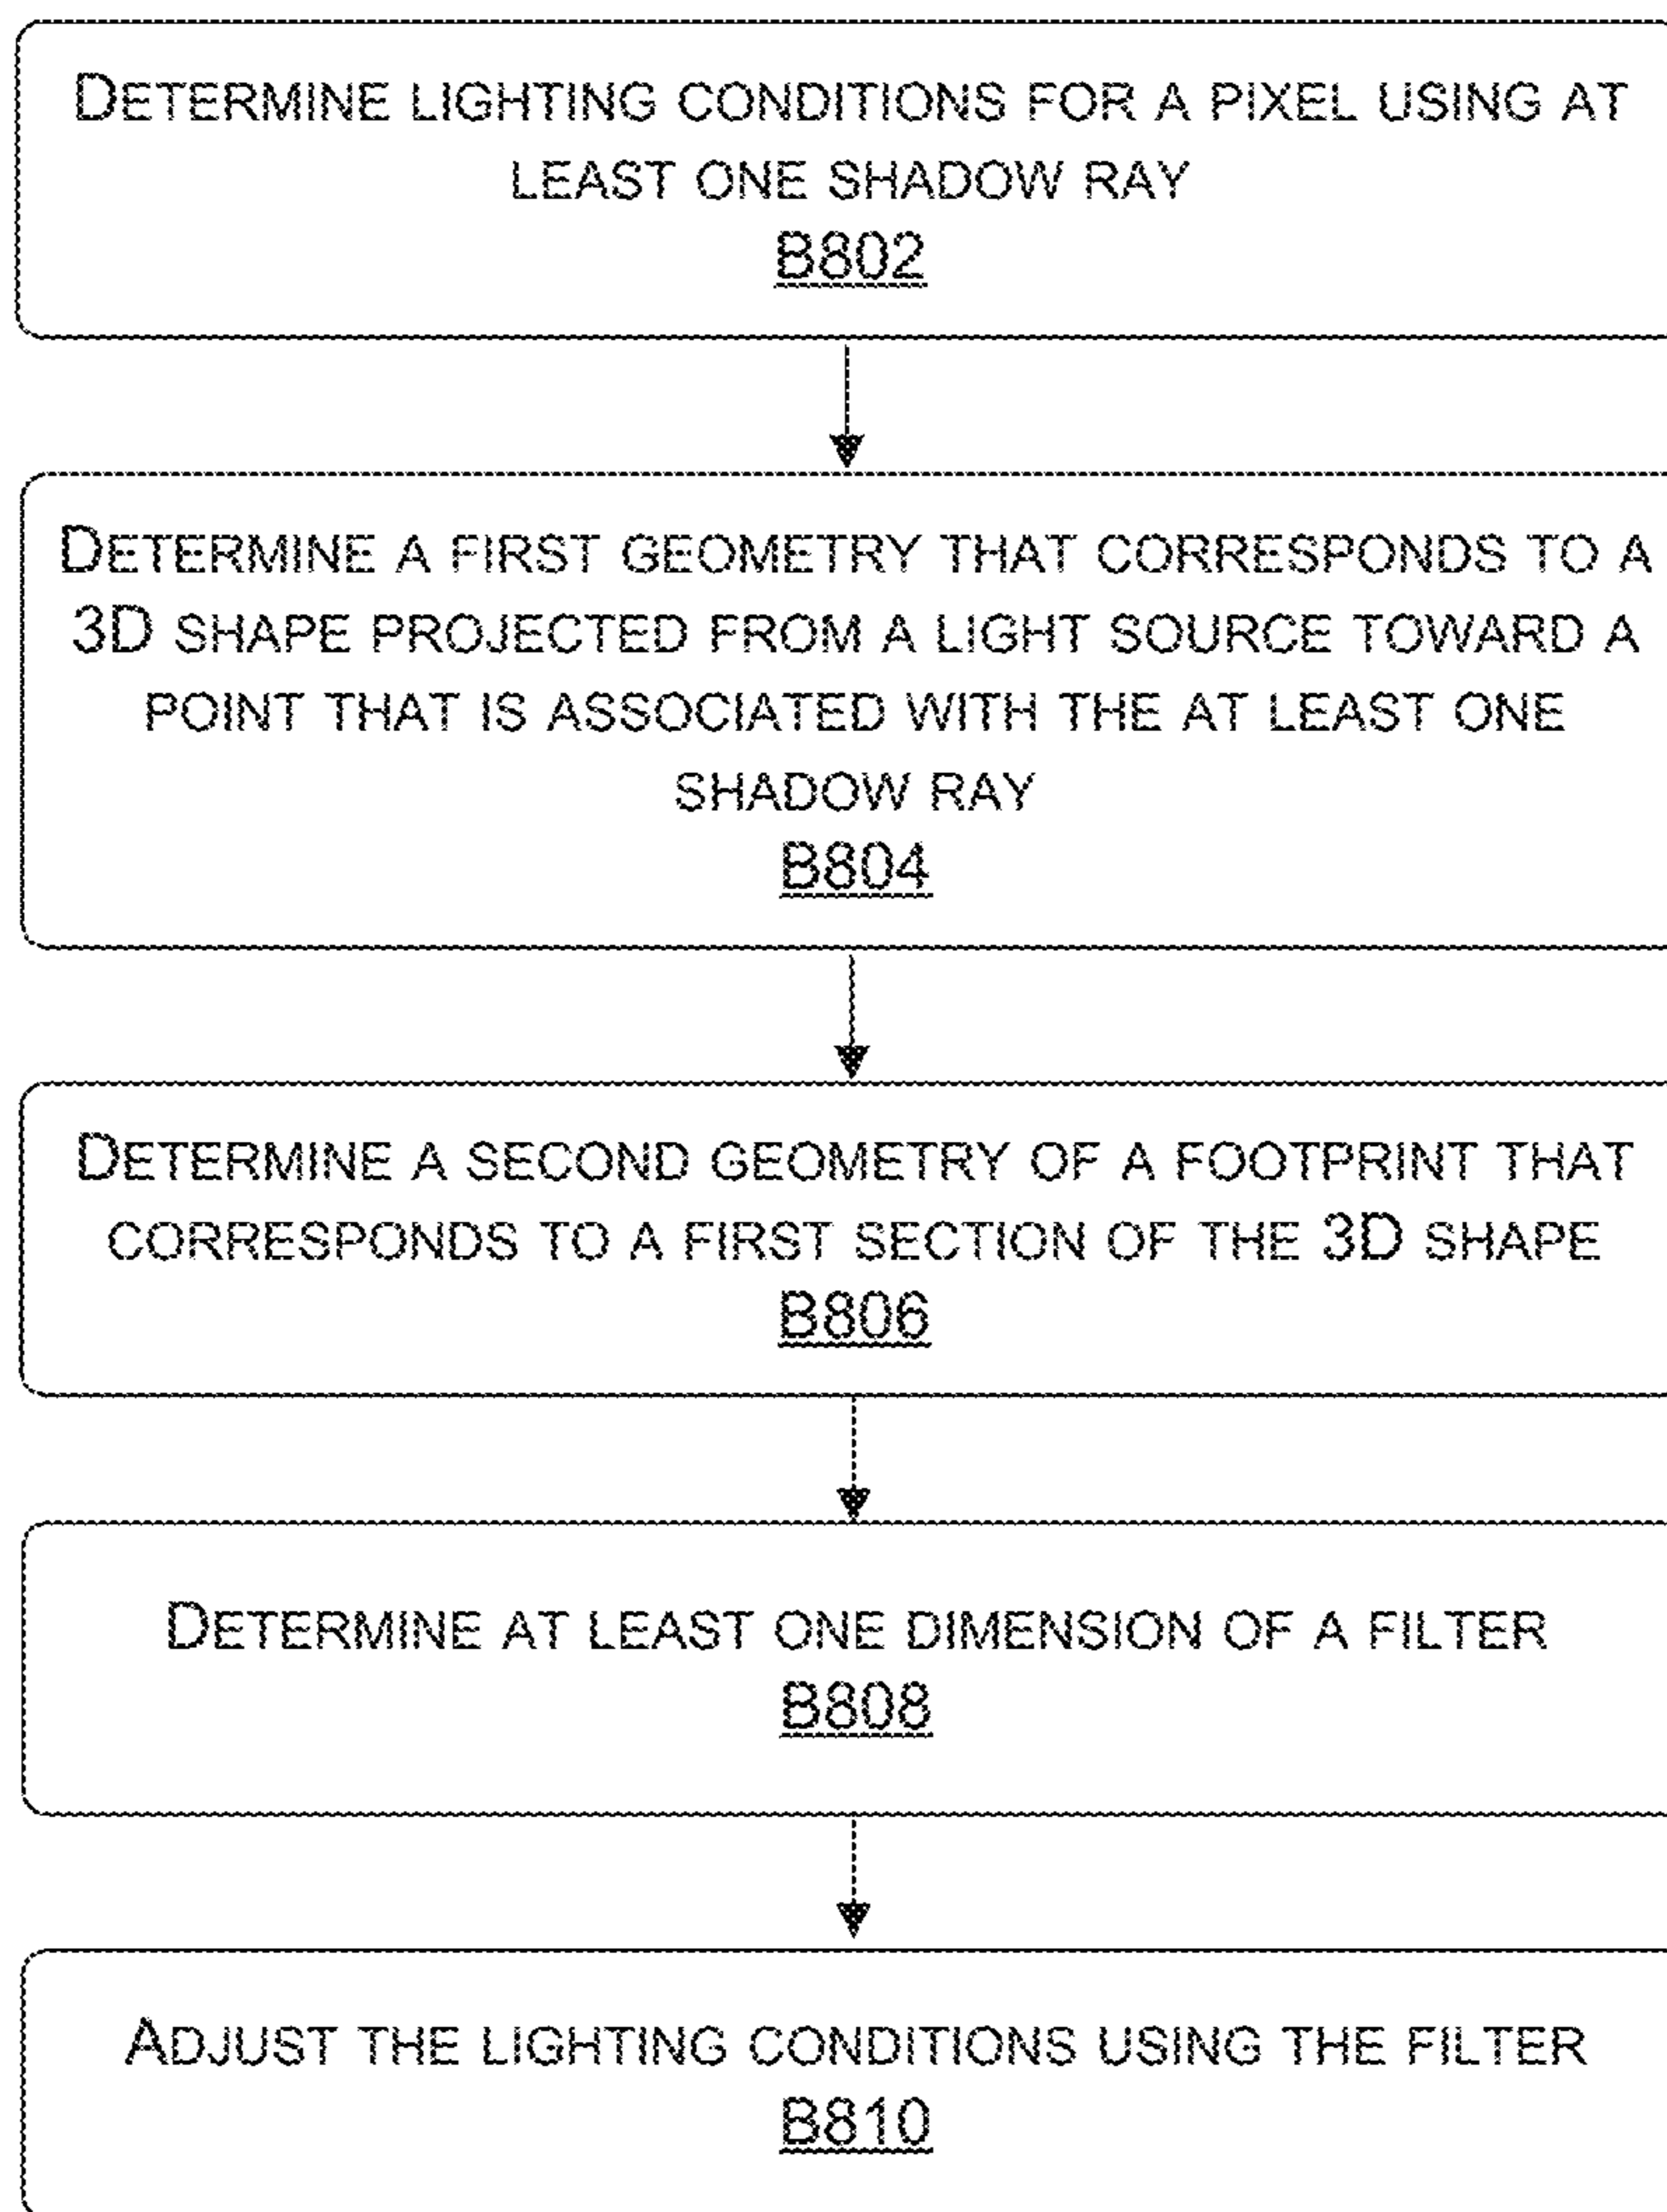 DETERMINE LIGHTING CONDITIONS FOR A PIXEL USING AT
LEAST ONE SHADOW RAY
B802
DETERMINE A FIRST GEOMETRY THAT CORRESPONDS TO A
3D SHAPE PROJECTED FROM A LIGHT SOURCE TOWARD A
POINT THAT IS ASSOCIATED WITH THE AT LEAST ONE
SHADOW RAY
B804
DETERMINE A SECOND GEOMETRY OF A FOOTPRINT THAT
CORRESPONDS TO A FIRST SECTION OF THE 3D SHAPE
B806
DETERMINE AT LEAST ONE DIMENSION OF A FILTER
B808
ADJUST THE LIGHTING CONDITIONS USING THE FILTER
B810